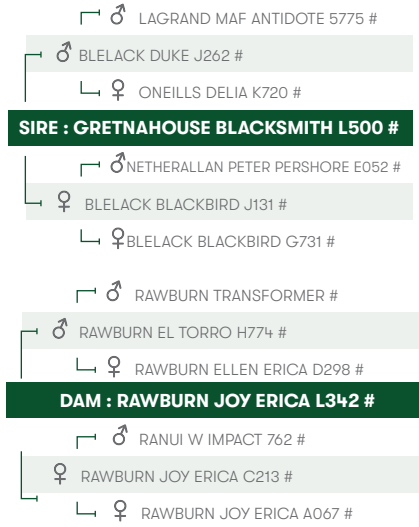 LAGRAND MAF ANTIDOTE 5775 #
BLELACK DUKE J262 #
ONEILLS DELIA K720 #
SIRE : GRETNAHOUSE BLACKSMITH L500 #
NETHERALLAN PETER PERSHORE E052 #
BLELACK BLACKBIRD J131 #
BLELACK BLACKBIRD G731 #
RAWBURN TRANSFORMER #
RAWBURN EL TORRO H774 #
RAWBURN ELLEN ERICA D298 #
DAM : RAWBURN JOY ERICA L342 #
RANUI W IMPACT 762 #
RAWBURN JOY ERICA C213 #
RAWBURN JOY ERICA A067 #